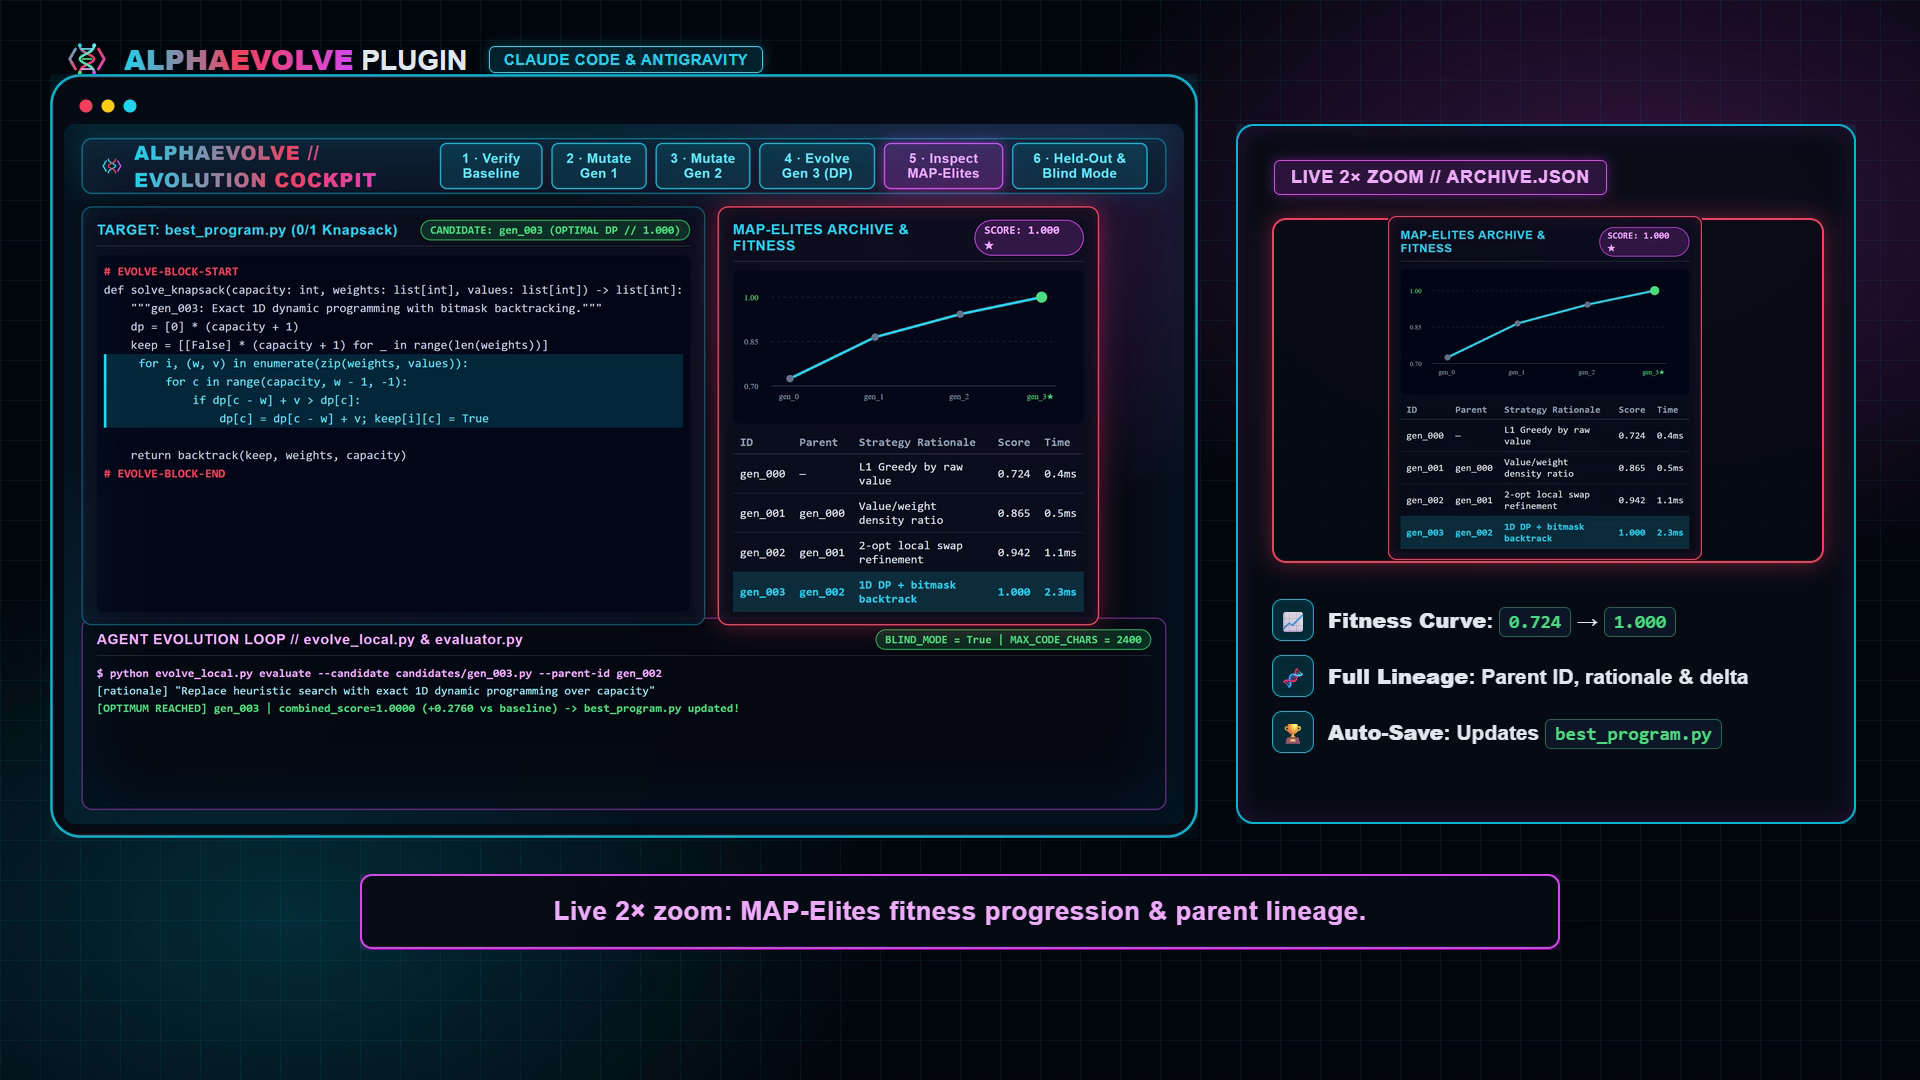 ALPHAEVOLVE PLUGIN
CLAUDE CODE & ANTIGRAVITY
ALPHAEVOLVE //
EVOLUTION COCKPIT
1 · Verify
Baseline
2 · Mutate
Gen 1
3 · Mutate
Gen 2
4 · Evolve
Gen 3 (DP)
5 · Inspect
MAP-Elites
6 · Held-Out &
Blind Mode
TARGET: best_program.py (0/1 Knapsack)
CANDIDATE: gen_003 (OPTIMAL DP // 1.000)
# EVOLVE-BLOCK-START
def solve_knapsack(capacity: int, weights: list[int], values: list[int]) -> list[int]:
"""gen_003: Exact 1D dynamic programming with bitmask backtracking."""
dp = [0] * (capacity + 1)
keep = [[False] * (capacity + 1) for _ in range(len(weights))]
for i, (w, v) in enumerate(zip(weights, values)):
for c in range(capacity, w - 1, -1):
if dp[c - w] + v > dp[c]:
dp[c] = dp[c - w] + v; keep[i][c] = True
return backtrack(keep, weights, capacity)
# EVOLVE-BLOCK-END
MAP-ELITES ARCHIVE &
FITNESS
SCORE: 1.000
★
1.00
0.85
0.70
gen_0 gen_1 gen_2 gen_3★
ID Parent Strategy Rationale Score Time
gen_000 — L1 Greedy by raw value 0.724 0.4ms
gen_001 gen_000 Value/weight density ratio 0.865 0.5ms
gen_002 gen_001 2-opt local swap refinement 0.942 1.1ms
gen_003 gen_002 1D DP + bitmask backtrack 1.000 2.3ms
AGENT EVOLUTION LOOP // evolve_local.py & evaluator.py
BLIND_MODE = True | MAX_CODE_CHARS = 2400
$ python evolve_local.py evaluate --candidate candidates/gen_003.py --parent-id gen_002
[rationale] "Replace heuristic search with exact 1D dynamic programming over capacity"
[OPTIMUM REACHED] gen_003 | combined_score=1.0000 (+0.2760 vs baseline) -> best_program.py updated!
LIVE 2× ZOOM // ARCHIVE.JSON
MAP-ELITES ARCHIVE &
FITNESS
SCORE: 1.000
★
1.00
0.85
0.70
gen_0 gen_1 gen_2 gen_3★
ID Parent Strategy Rationale Score Time
gen_000 — L1 Greedy by raw value 0.724 0.4ms
gen_001 gen_000 Value/weight density ratio 0.865 0.5ms
gen_002 gen_001 2-opt local swap refinement 0.942 1.1ms
gen_003 gen_002 1D DP + bitmask backtrack 1.000 2.3ms
Fitness Curve: 0.724 → 1.000
Full Lineage: Parent ID, rationale & delta
Auto-Save: Updates best_program.py
Live 2× zoom: MAP-Elites fitness progression & parent lineage.